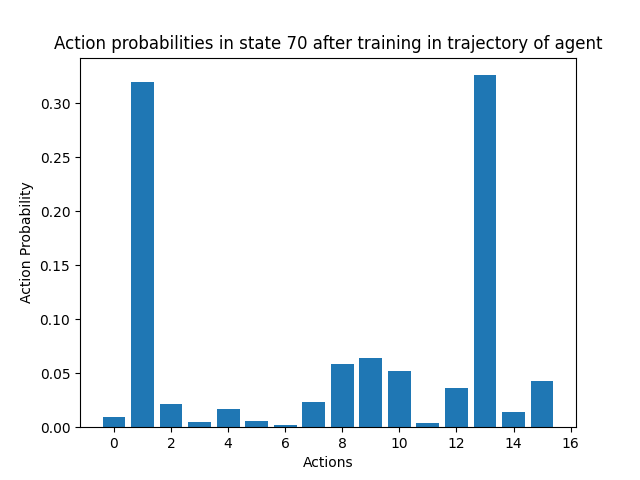 Action probabilities in state 70 after training in trajectory of agent
Action Probability
0.30
0.25
0.20
0.15
0.10
0.05
0.00
0 2 4 6 8 10 12 14 16
Actions